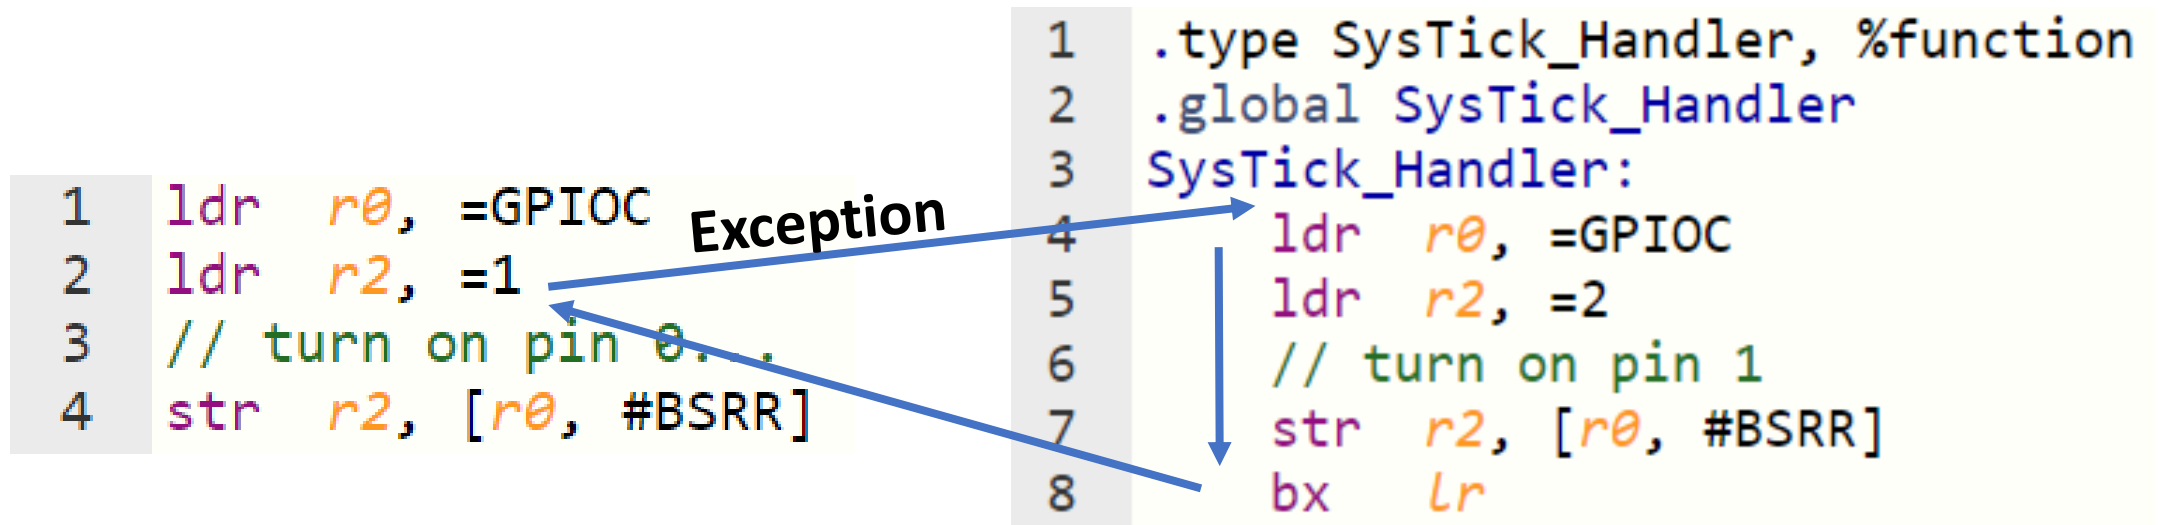 1 ldr r0, =GPIOC
2 ldr r2, =1
3 // turn on pin 0...
4 str r2, [r0, #BSRR]
Exception
1 .type SysTick_Handler, %function
2 .global SysTick_Handler
3 SysTick_Handler:
4 ldr r0, =GPIOC
5 ldr r2, =2
6 // turn on pin 1
7 str r2, [r0, #BSRR]
8 bx lr